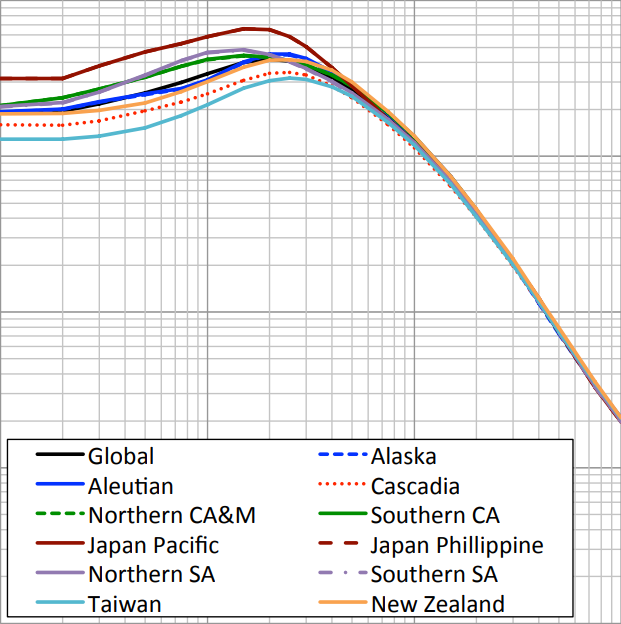 Global Alaska
Aleutian Cascadia
Northern CA&M Southern CA
Japan Pacific Japan Phillippine
Northern SA Southern SA
Taiwan New Zealand